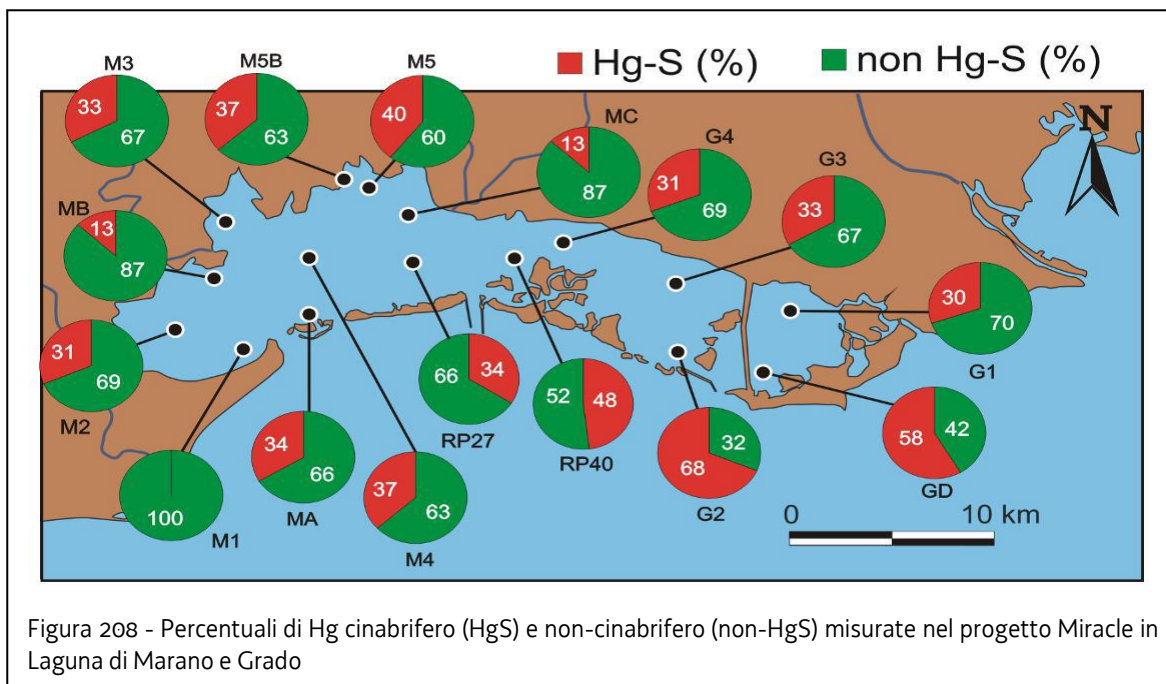 Hg-S (%) non Hg-S (%)
M3 M5B M5
33 67
37 63
40 60
MC
13 87
G4
31 69
G3
33 67
N
MB
13 87
M2
31 69
30 70
G1
M1
100
MA
34 66
M4
37 63
RP27
66 34
RP40
52 48
G2
68 32
GD
58 42
0 10 km
Figura 208 - Percentuali di Hg cinabrifero (HgS) e non-cinabrifero (non-HgS) misurate nel progetto Miracle in
Laguna di Marano e Grado